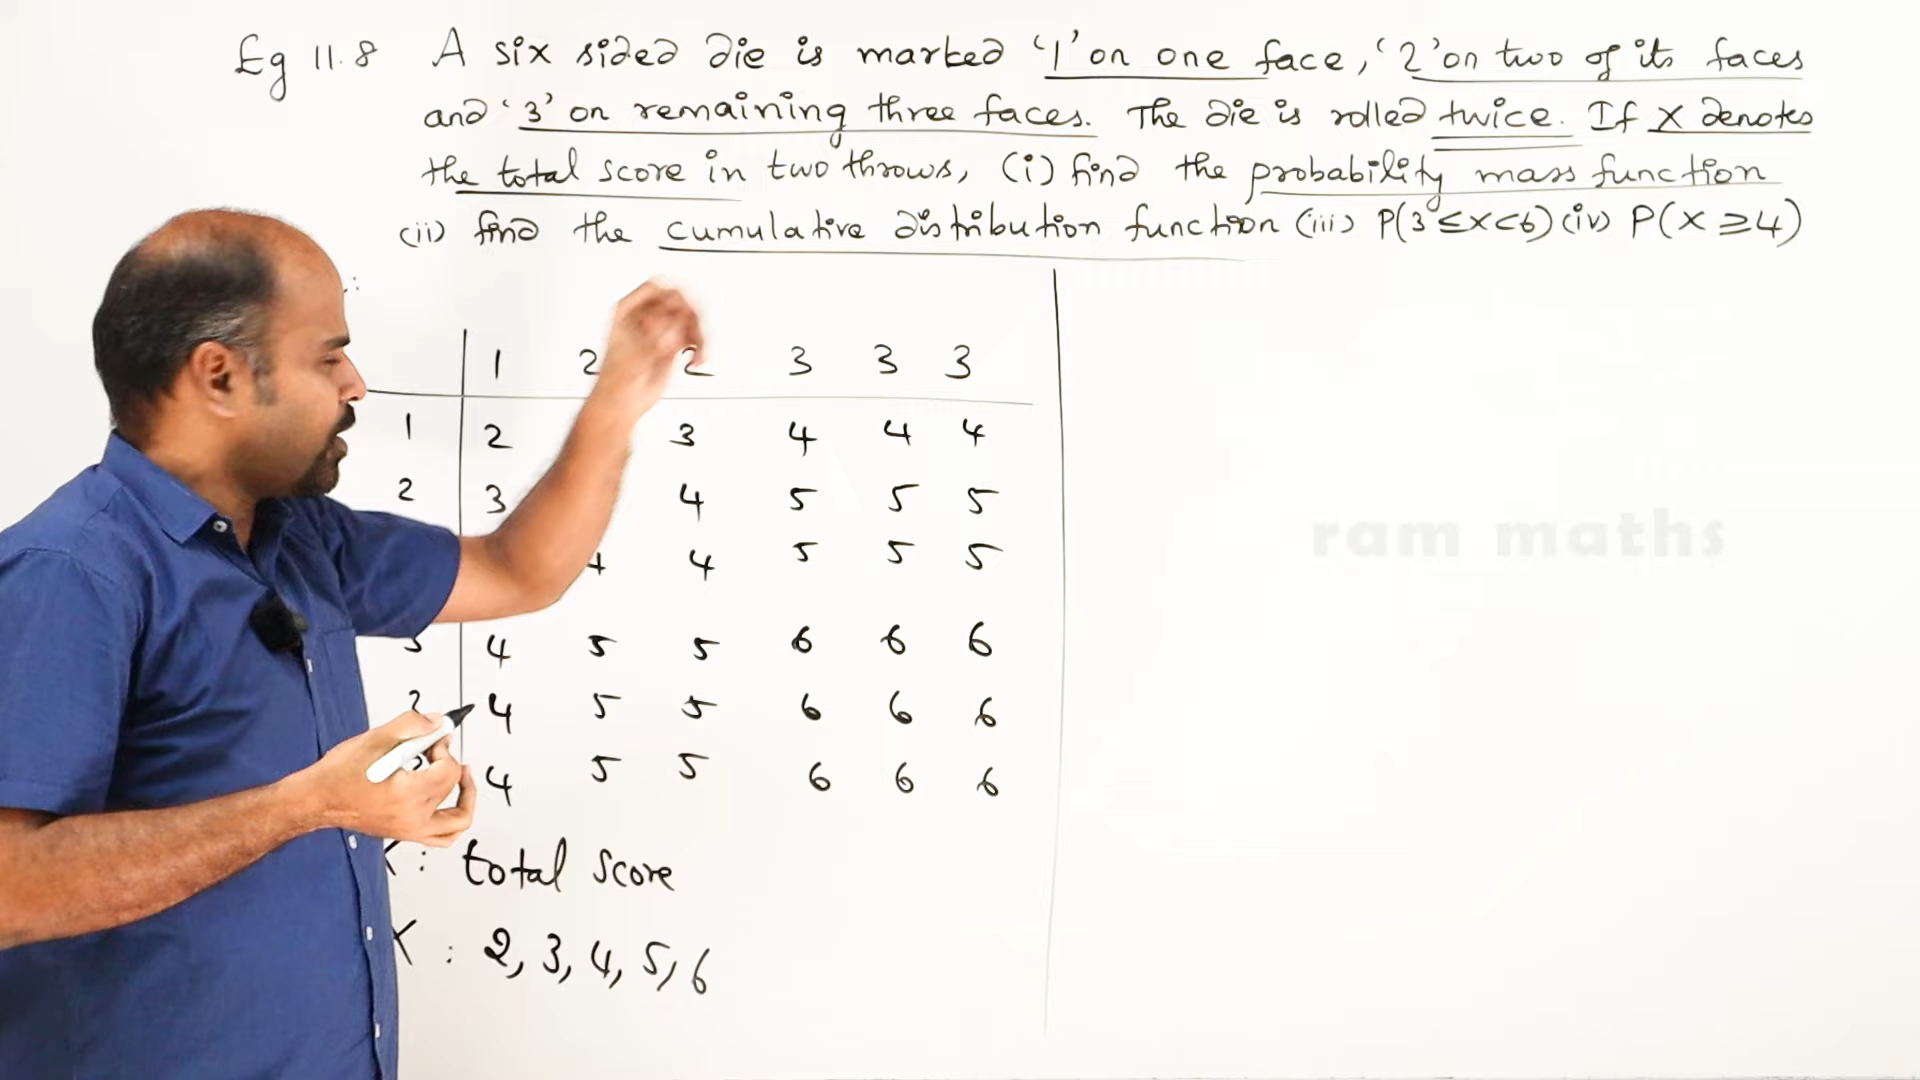 Eg 11.8 A six sided die is marked '1' on one face, '2' on two of its faces
and '3' on remaining three faces. The die is rolled twice. If X denotes
the total score in two throws, (i) find the probability mass function
(ii) find the cumulative distribution function (iii) P(3≤x<6) (iv) P(X≥4)
1 2 2 3 3 3
1 2 3 4 4 4
2 3 4 5 5 5
4 5 5 5
4 5 5 6 6 6
4 5 5 6 6 6
4 5 5 6 6 6
ram maths
: total score
X : 2, 3, 4, 5, 6